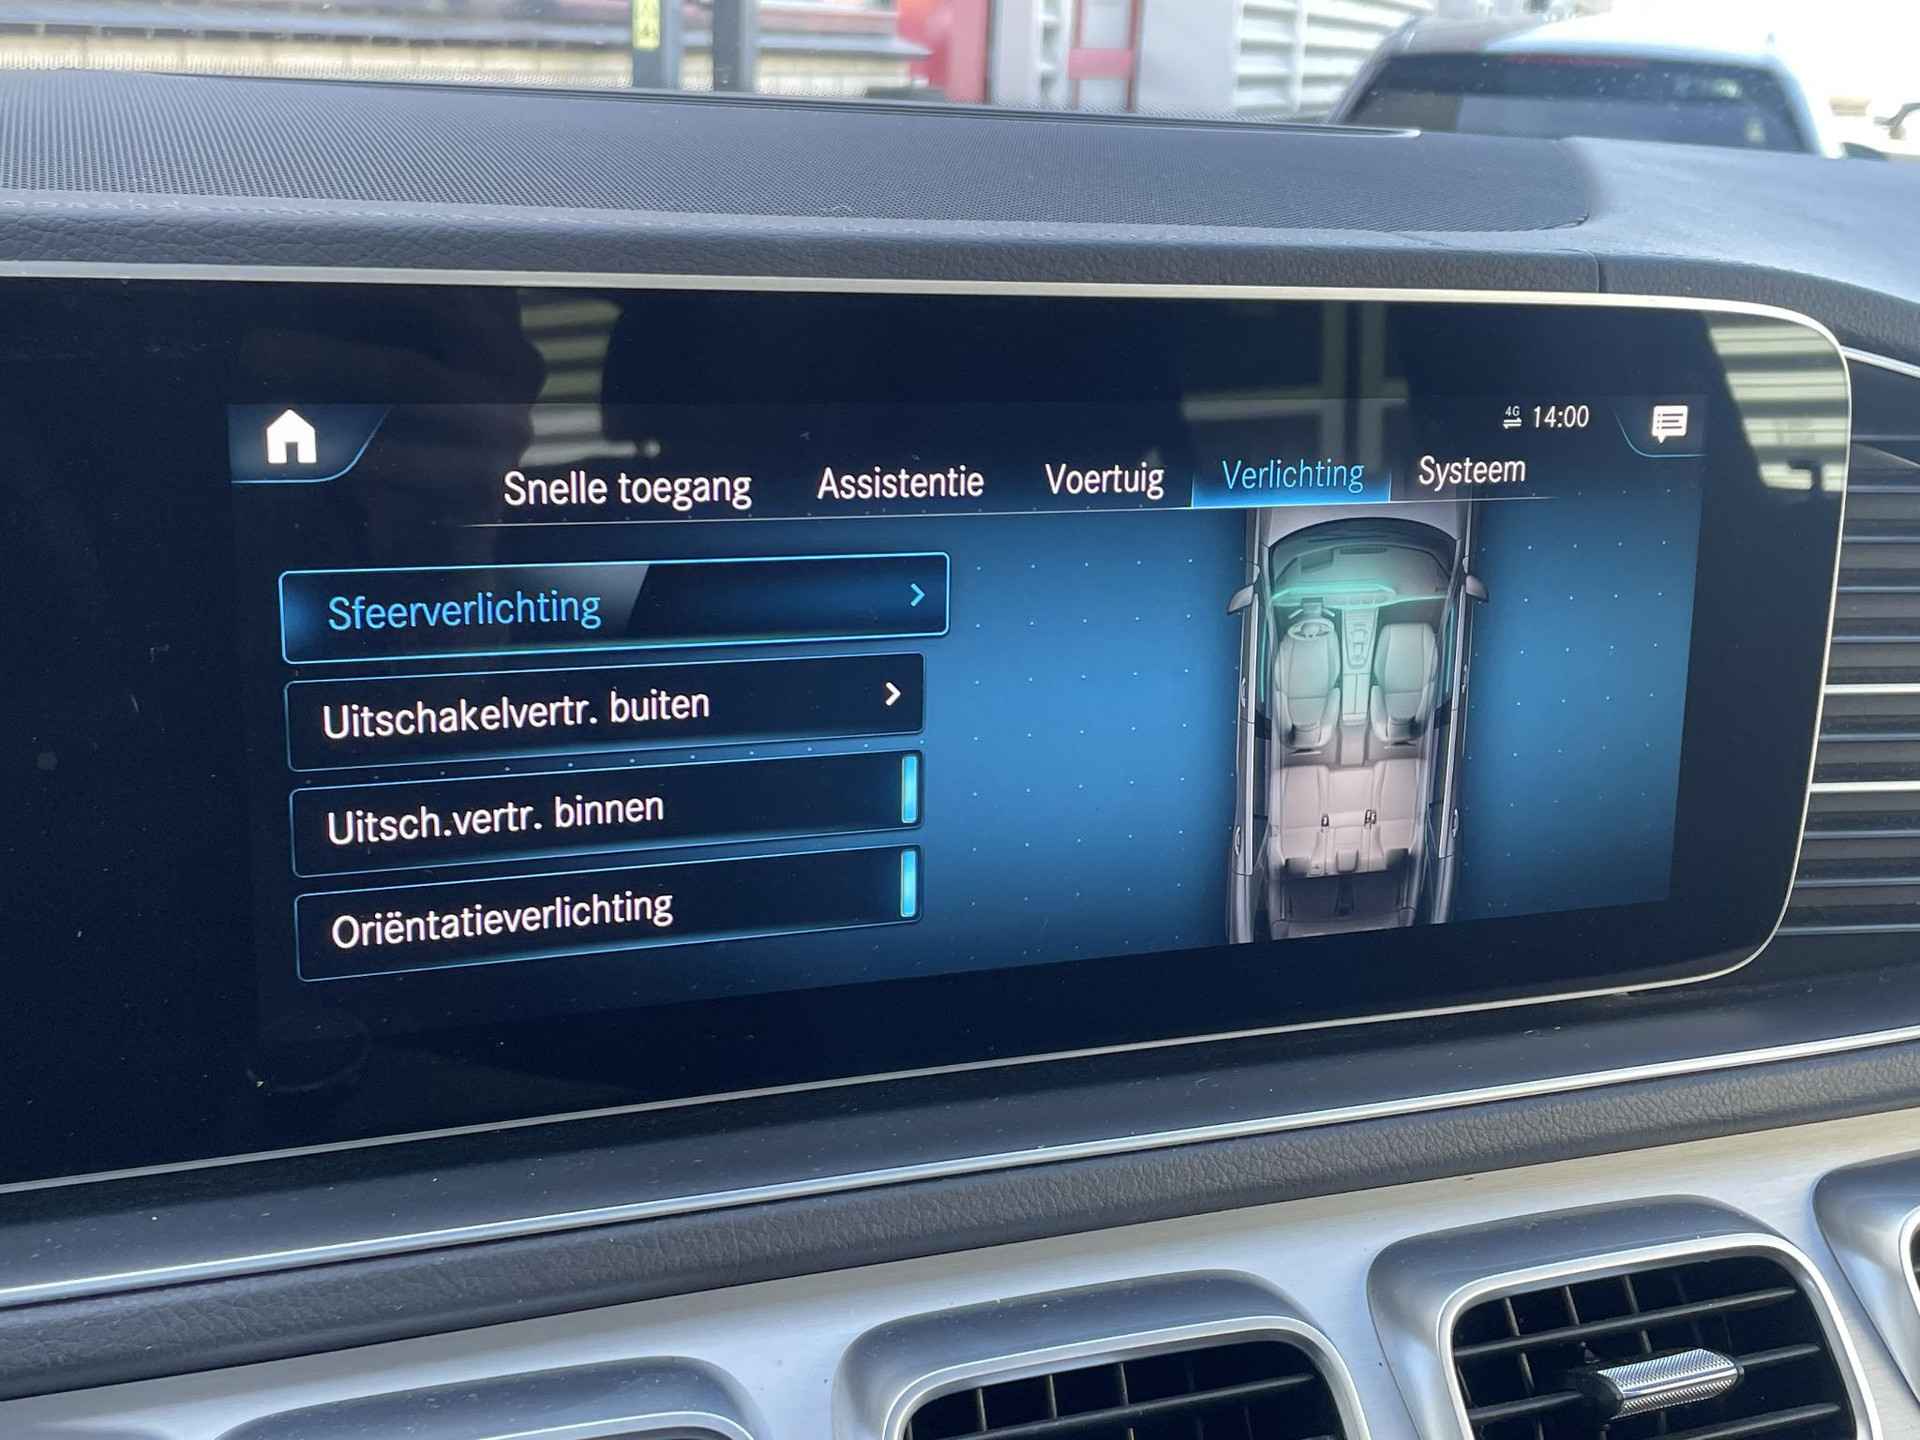 4G 14:00
Snelle toegang Assistentie Voertuig Verlichting Systeem
Sfeerverlichting
Uitschakelvertr. buiten
Uitsch.vertr. binnen
Oriëntatieverlichting